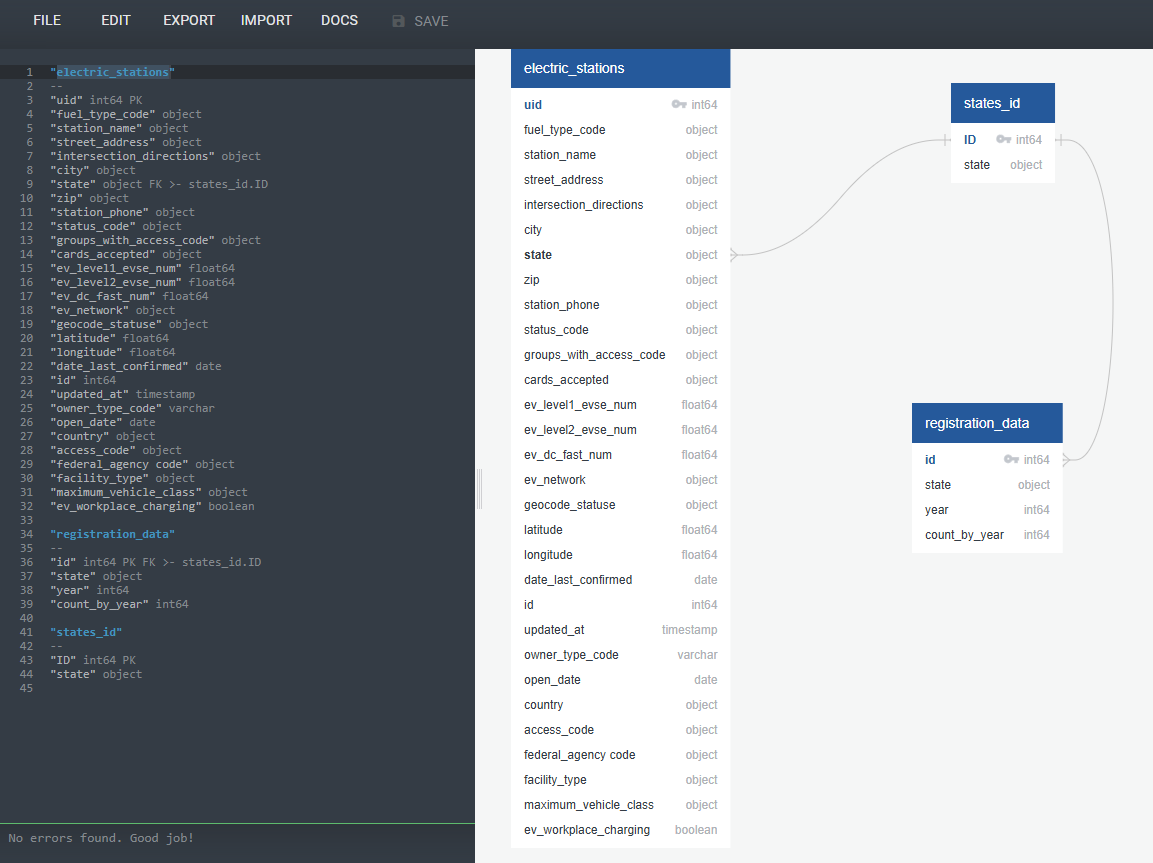 FILE EDIT EXPORT IMPORT DOCS SAVE
1 "electric_stations"
2 --
3 "uid" int64 PK
4 "fuel_type_code" object
5 "station_name" object
6 "street_address" object
7 "intersection_directions" object
8 "city" object
9 "state" object FK >- states_id.ID
10 "zip" object
11 "station_phone" object
12 "status_code" object
13 "groups_with_access_code" object
14 "cards_accepted" object
15 "ev_level1_evse_num" float64
16 "ev_level2_evse_num" float64
17 "ev_dc_fast_num" float64
18 "ev_network" object
19 "geocode_statuse" object
20 "latitude" float64
21 "longitude" float64
22 "date_last_confirmed" date
23 "id" int64
24 "updated_at" timestamp
25 "owner_type_code" varchar
26 "open_date" date
27 "country" object
28 "access_code" object
29 "federal_agency code" object
30 "facility_type" object
31 "maximum_vehicle_class" object
32 "ev_workplace_charging" boolean
33
34 "registration_data"
35 --
36 "id" int64 PK FK >- states_id.ID
37 "state" object
38 "year" int64
39 "count_by_year" int64
40
41 "states_id"
42 --
43 "ID" int64 PK
44 "state" object
45
No errors found. Good job!
electric_stations
uid int64
fuel_type_code object
station_name object
street_address object
intersection_directions object
city object
state object
zip object
station_phone object
status_code object
groups_with_access_code object
cards_accepted object
ev_level1_evse_num float64
ev_level2_evse_num float64
ev_dc_fast_num float64
ev_network object
geocode_statuse object
latitude float64
longitude float64
date_last_confirmed date
id int64
updated_at timestamp
owner_type_code varchar
open_date date
country object
access_code object
federal_agency code object
facility_type object
maximum_vehicle_class object
ev_workplace_charging boolean
states_id
ID int64
state object
registration_data
id int64
state object
year int64
count_by_year int64